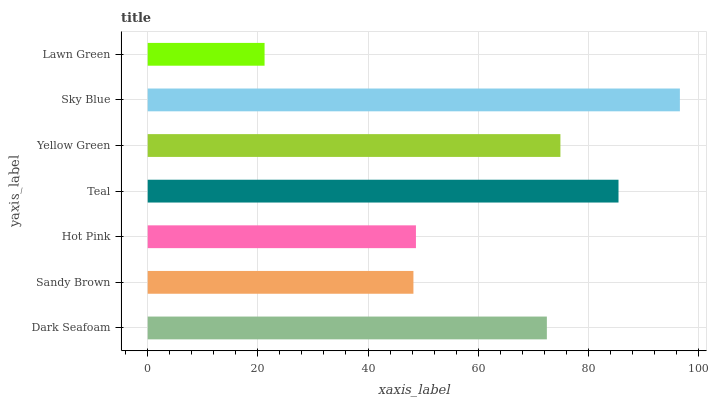 title
Lawn Green
Sky Blue
Yellow Green
Teal
Hot Pink
Sandy Brown
Dark Seafoam
yaxis_label
0 20 40 60 80 100
xaxis_label